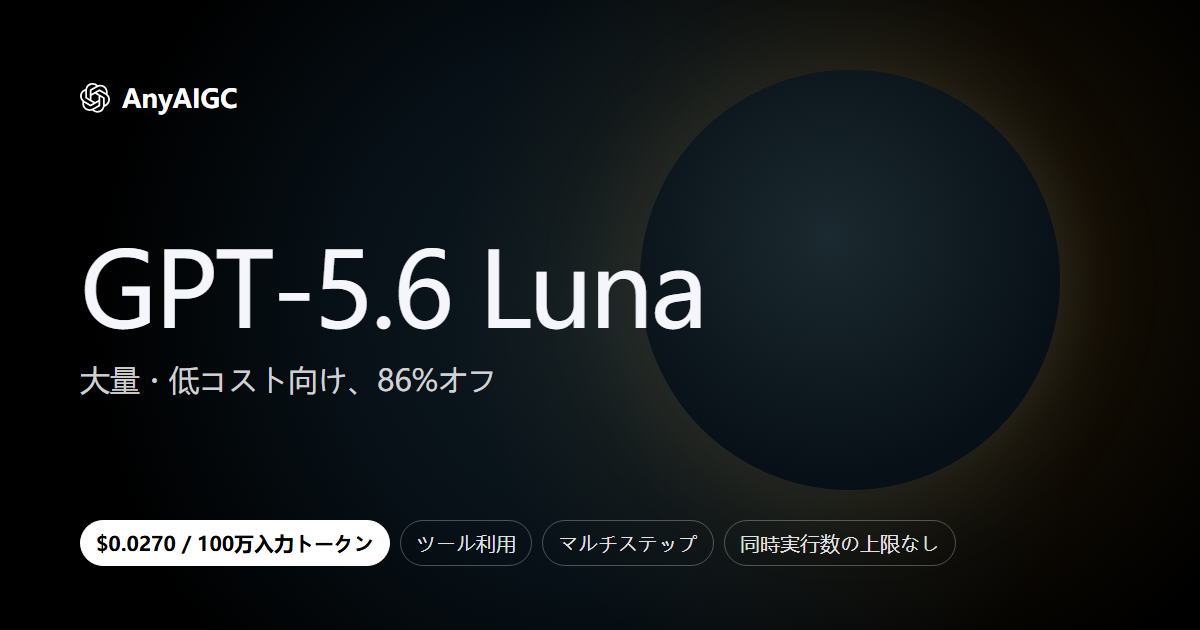 AnyAIGC
GPT-5.6 Luna
大量・低コスト向け、86%オフ
$0.0270 / 100万入力トークン
ツール利用
マルチステップ
同時実行数の上限なし